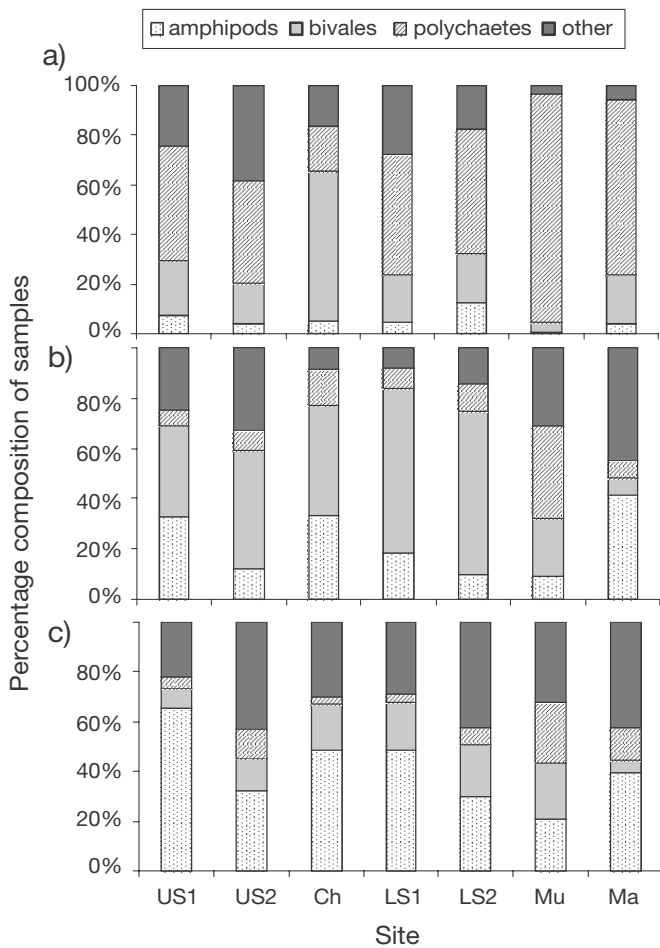 amphipods bivales polychaetes other
a)
100%
80%
60%
40%
20%
0%
b)
80%
60%
40%
20%
0%
c)
80%
60%
40%
20%
0%
Percentage composition of samples
US1 US2 Ch LS1 LS2 Mu Ma
Site